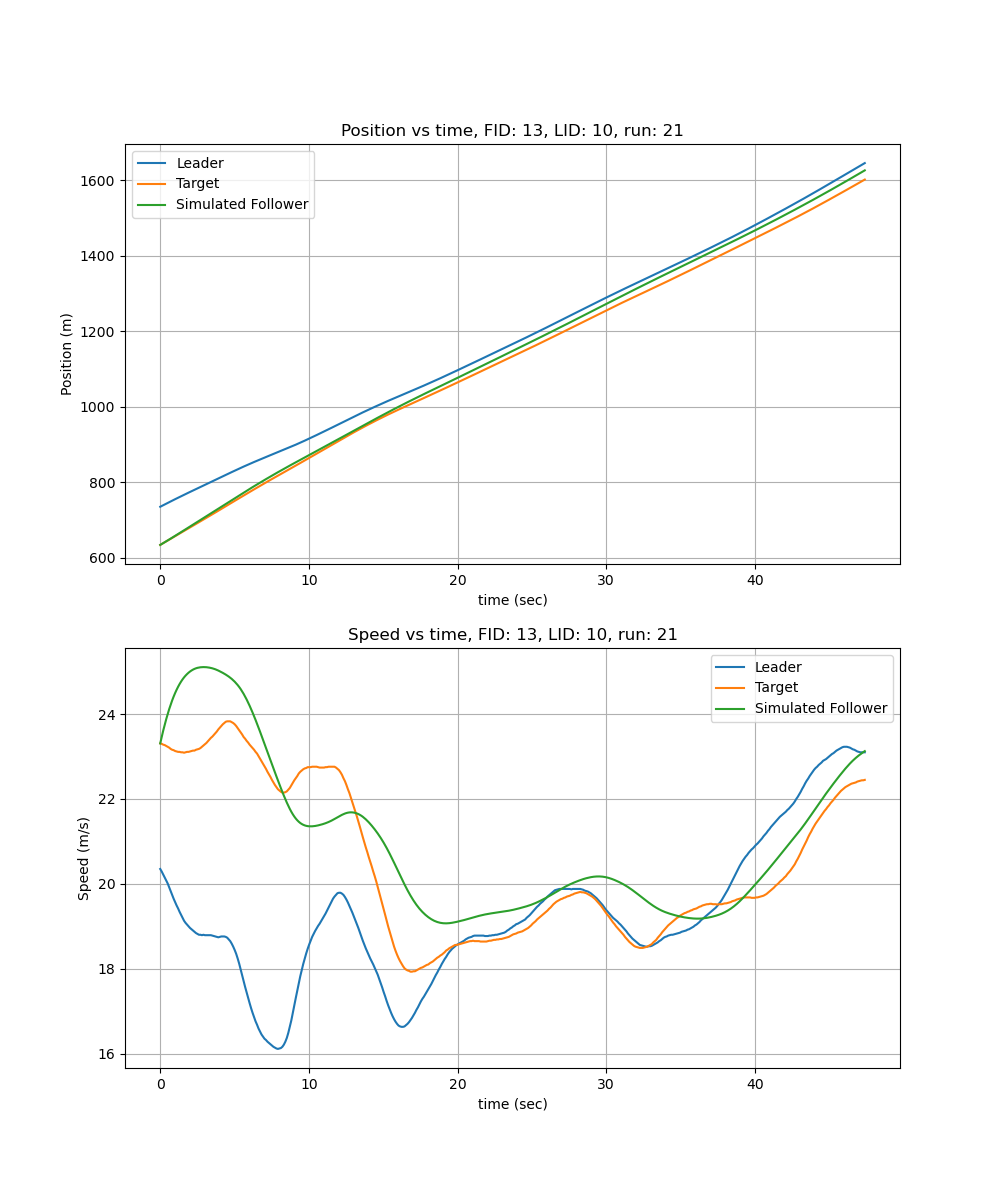 Position vs time, FID: 13, LID: 10, run: 21
Leader
Target
Simulated Follower
Position (m)
1600
1400
1200
1000
800
600
0 10 20 30 40
time (sec)
Speed vs time, FID: 13, LID: 10, run: 21
Leader
Target
Simulated Follower
Speed (m/s)
24
22
20
18
16
0 10 20 30 40
time (sec)